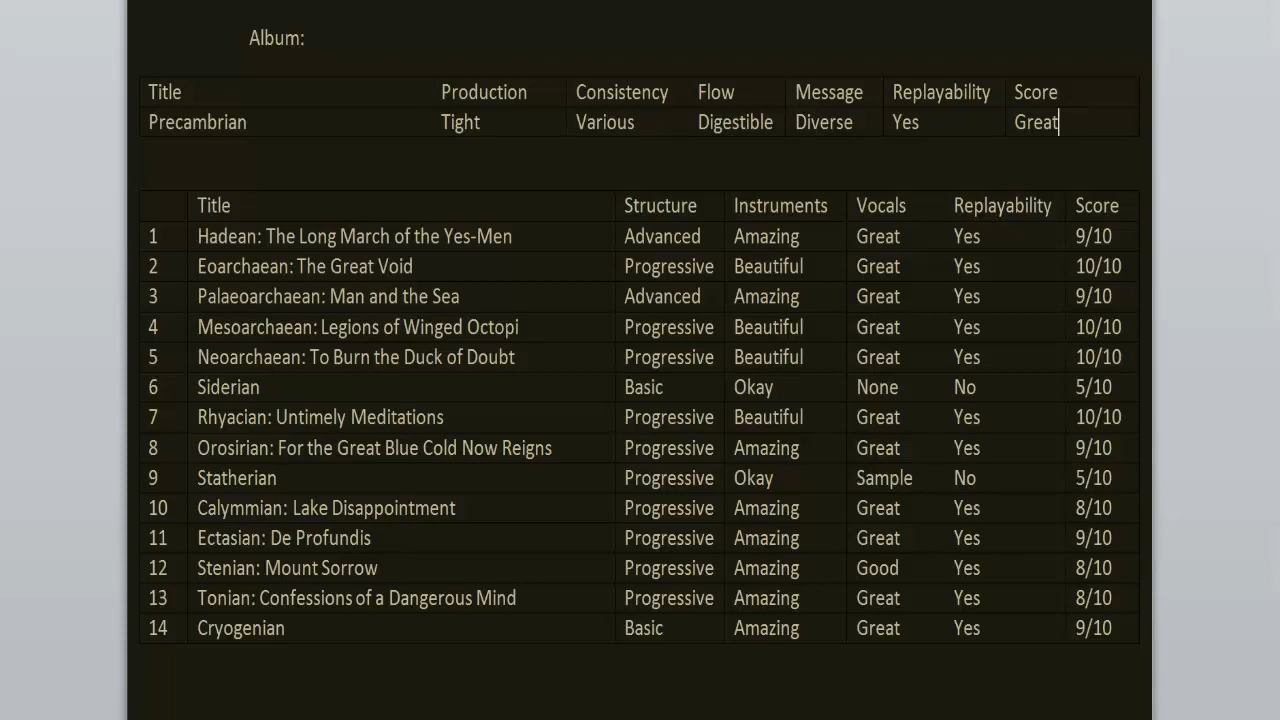 Album:
Title Production Consistency Flow Message Replayability Score
Precambrian Tight Various Digestible Diverse Yes Great
Title Structure Instruments Vocals Replayability Score
1 Hadean: The Long March of the Yes-Men Advanced Amazing Great Yes 9/10
2 Eoarchaean: The Great Void Progressive Beautiful Great Yes 10/10
3 Palaeoarchaean: Man and the Sea Advanced Amazing Great Yes 9/10
4 Mesoarchaean: Legions of Winged Octopi Progressive Beautiful Great Yes 10/10
5 Neoarchaean: To Burn the Duck of Doubt Progressive Beautiful Great Yes 10/10
6 Siderian Basic Okay None No 5/10
7 Rhyacian: Untimely Meditations Progressive Beautiful Great Yes 10/10
8 Orosirian: For the Great Blue Cold Now Reigns Progressive Amazing Great Yes 9/10
9 Statherian Progressive Okay Sample No 5/10
10 Calymmian: Lake Disappointment Progressive Amazing Great Yes 8/10
11 Ectasian: De Profundis Progressive Amazing Great Yes 9/10
12 Stenian: Mount Sorrow Progressive Amazing Good Yes 8/10
13 Tonian: Confessions of a Dangerous Mind Progressive Amazing Great Yes 8/10
14 Cryogenian Basic Amazing Great Yes 9/10